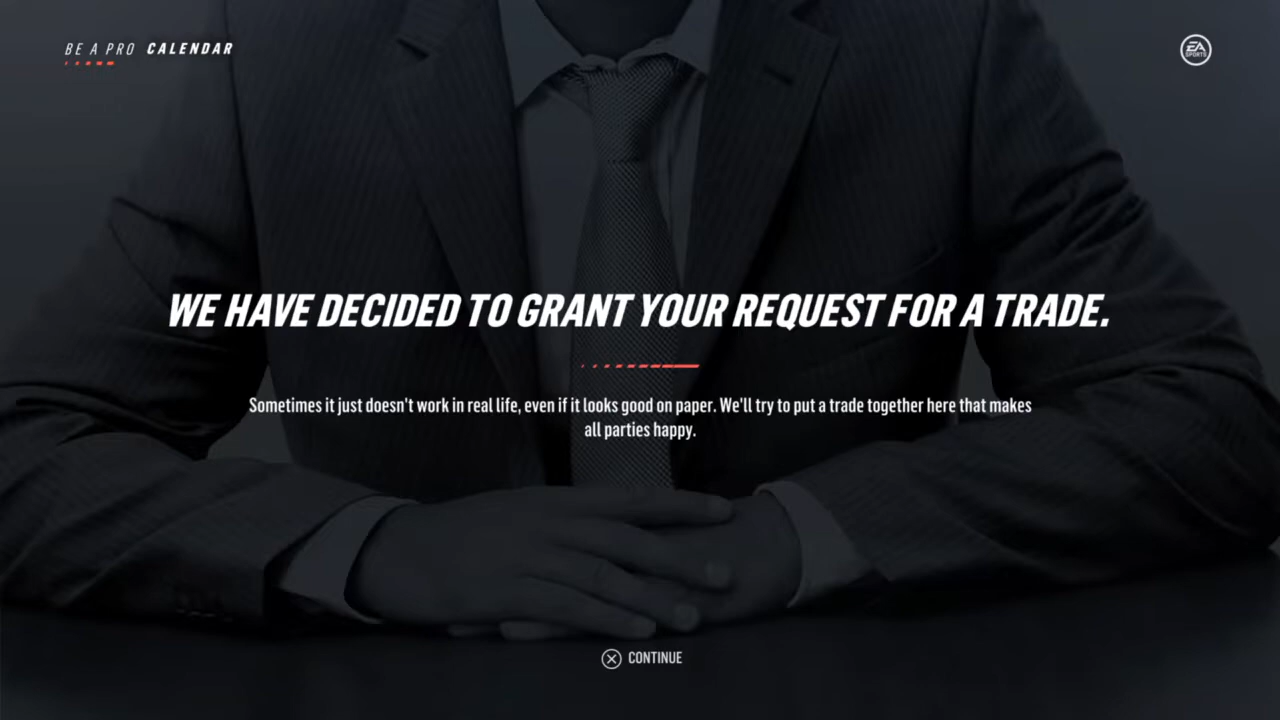 BE A PRO CALENDAR
EA
SPORTS
WE HAVE DECIDED TO GRANT YOUR REQUEST FOR A TRADE.
Sometimes it just doesn't work in real life, even if it looks good on paper. We'll try to put a trade together here that makes
all parties happy.
CONTINUE